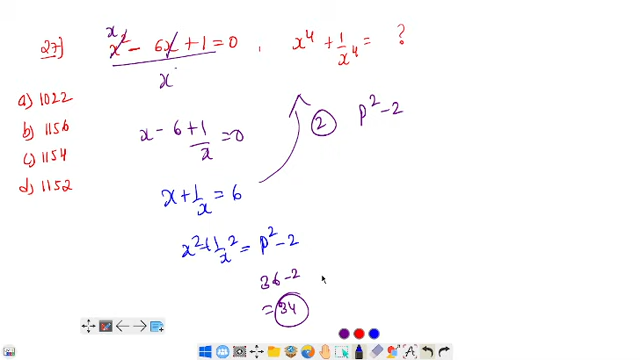 27] x² - 6x + 1 = 0 , x⁴ + 1/x⁴ = ?
x
x
a) 1022
b) 1156
c) 1154
d) 1152
x - 6 + 1/x = 0
② p² - 2
x + 1/x = 6
x² + 1/x² = p² - 2
36 - 2
= 34